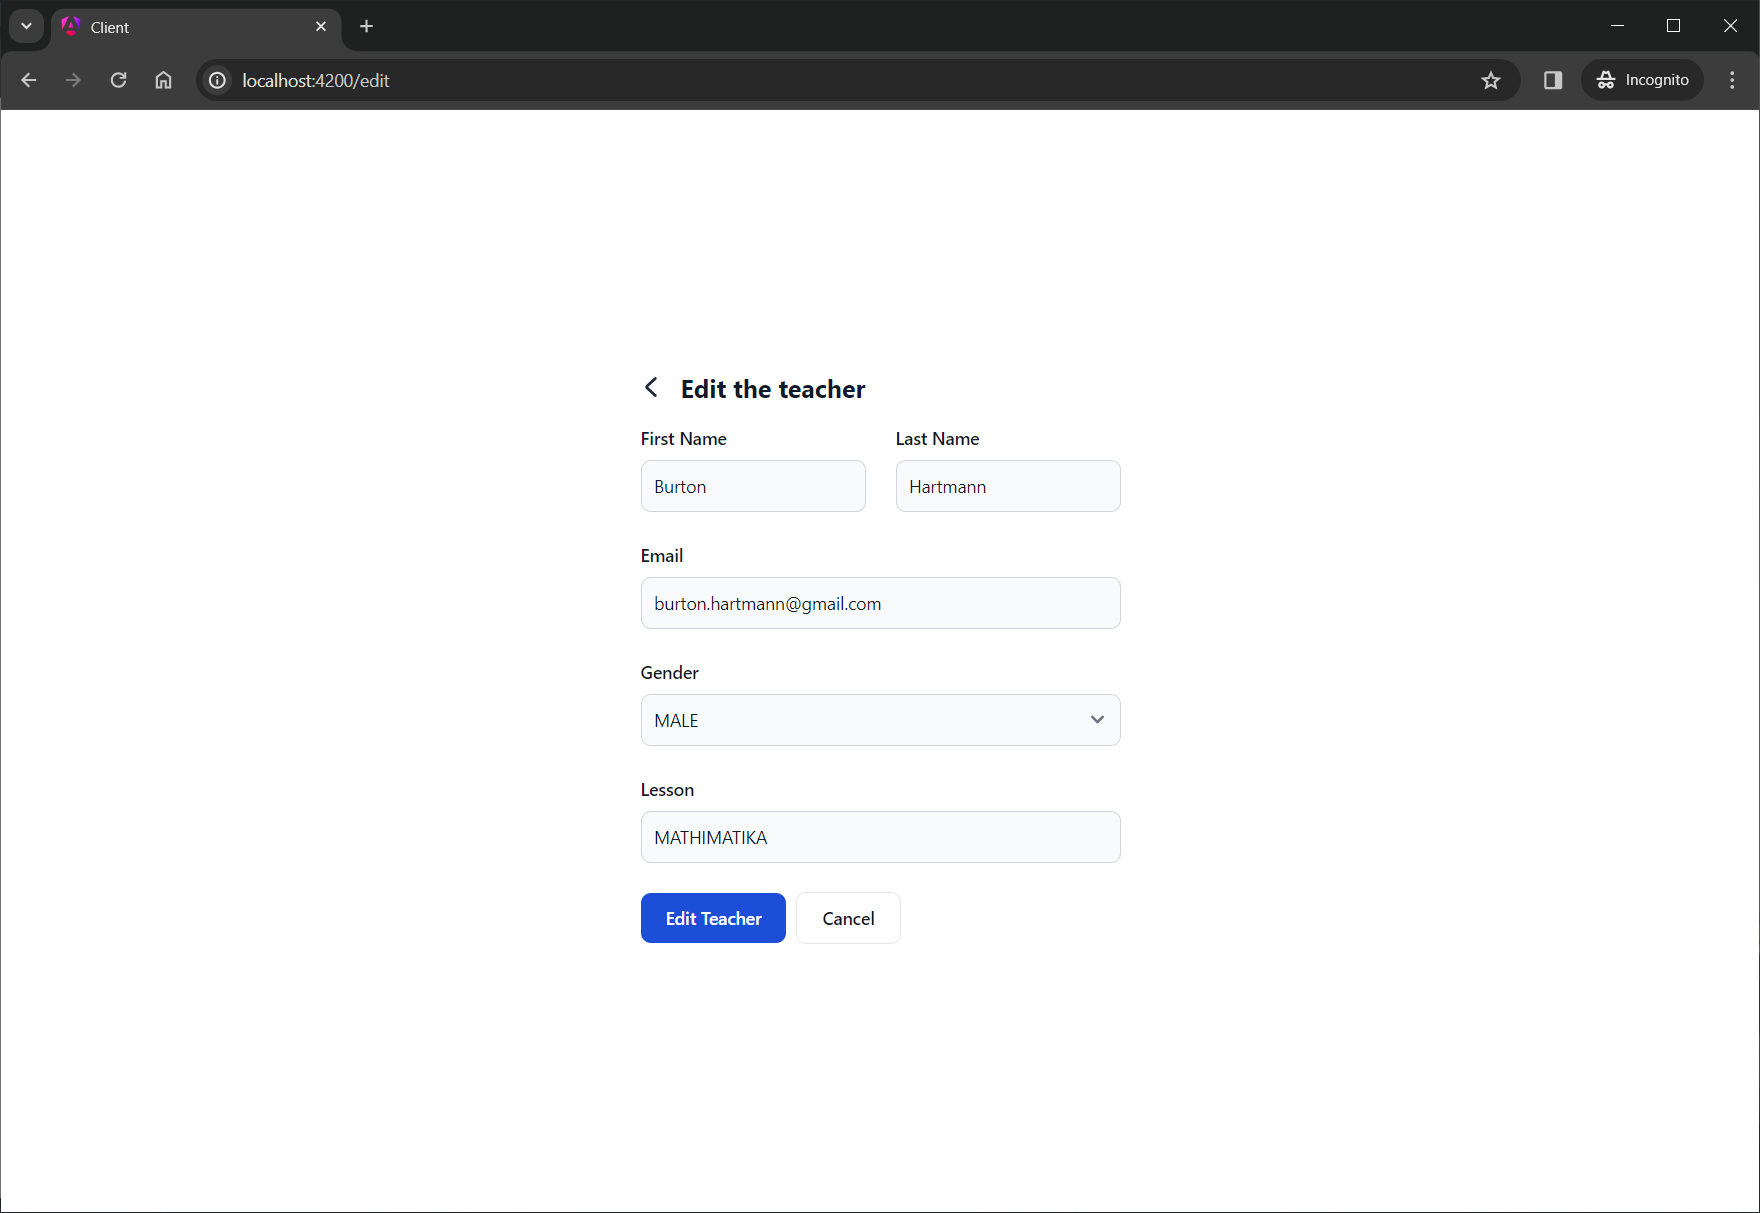 Client
localhost:4200/edit
Incognito
Edit the teacher
First Name
Last Name
Burton
Hartmann
Email
burton.hartmann@gmail.com
Gender
MALE
Lesson
MATHIMATIKA
Edit Teacher
Cancel